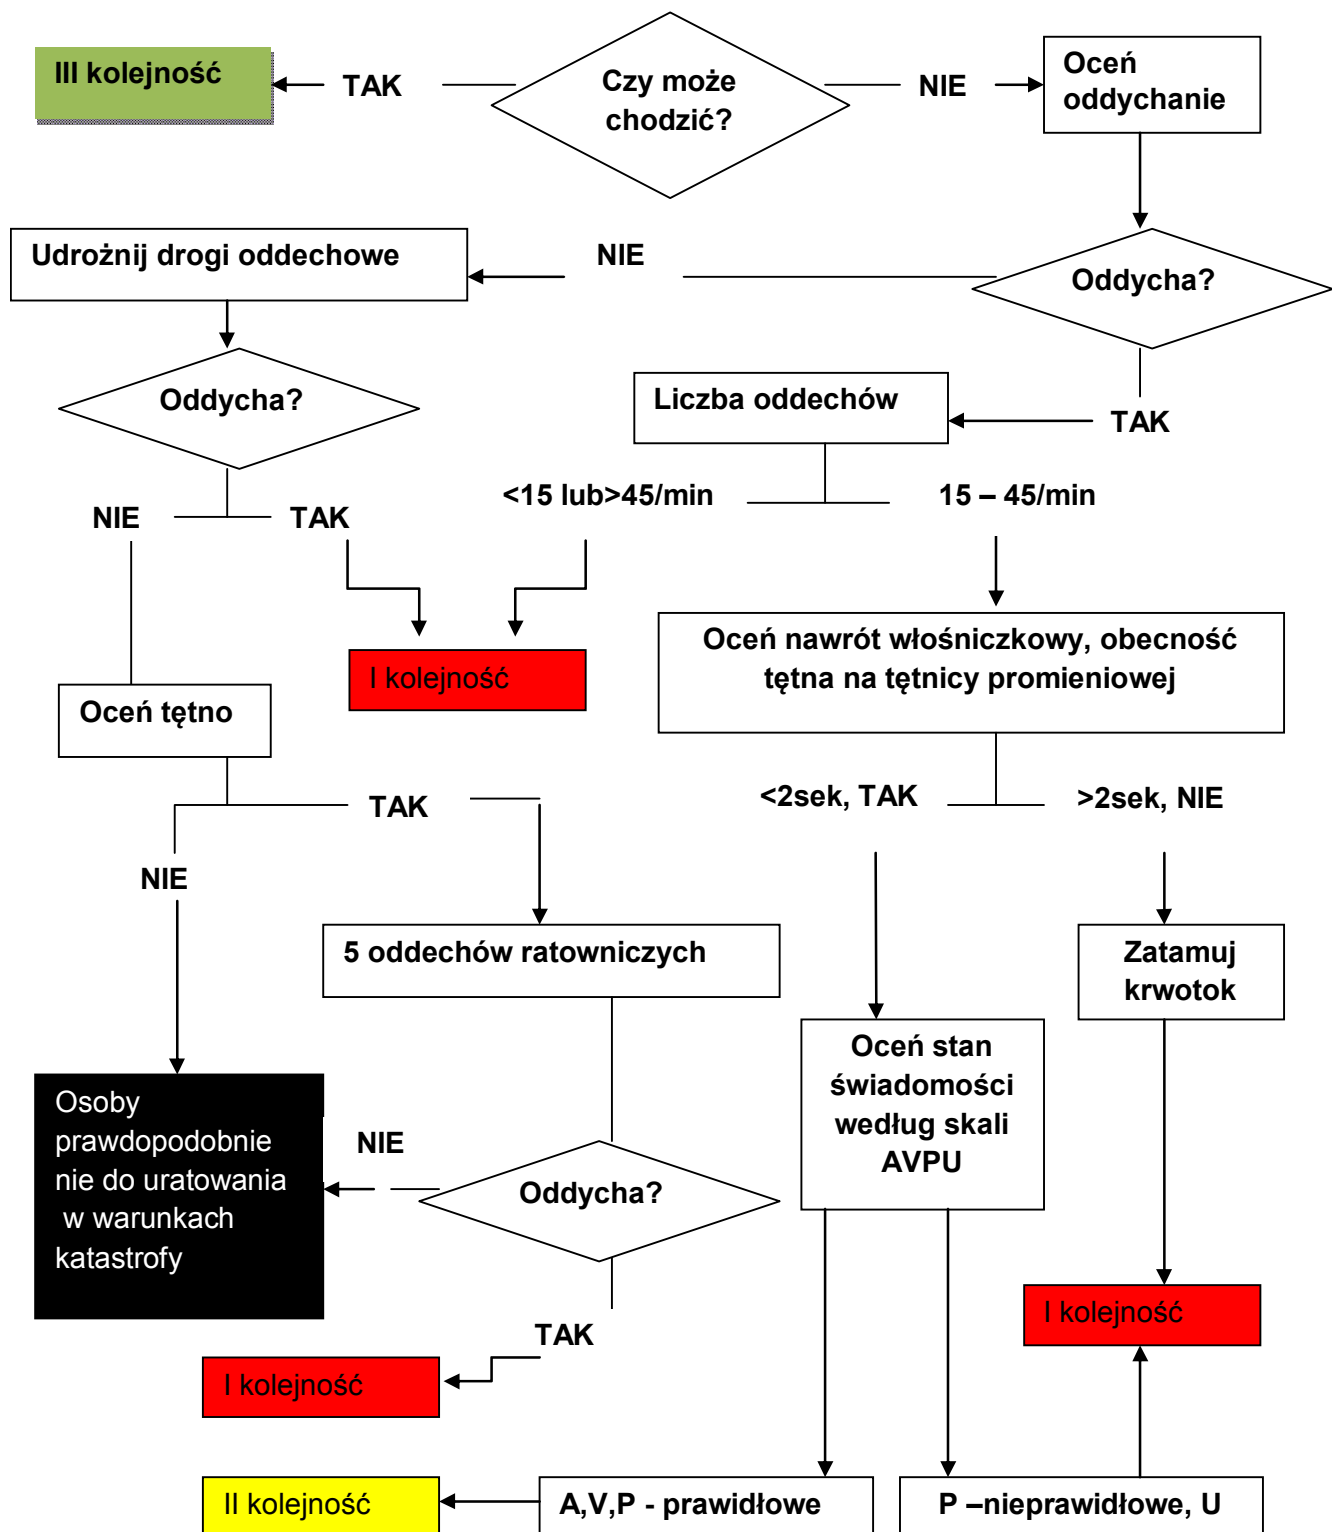 III kolejność
TAK
Czy może
chodzić?
NIE
Oceń
oddychanie
Udrożnij drogi oddechowe
NIE
Oddycha?
Oddycha?
Liczba oddechów
TAK
<15 lub>45/min
15 – 45/min
NIE
TAK
I kolejność
Oceń nawrót włośniczkowy, obecność
tętna na tętnicy promieniowej
Oceń tętno
TAK
<2sek, TAK
>2sek, NIE
NIE
5 oddechów ratowniczych
Zatamuj
krwotok
Oceń stan
świadomości
według skali
AVPU
Osoby
prawdopodobnie
nie do uratowania
w warunkach
katastrofy
NIE
Oddycha?
TAK
I kolejność
I kolejność
II kolejność
A,V,P - prawidłowe
P –nieprawidłowe, U